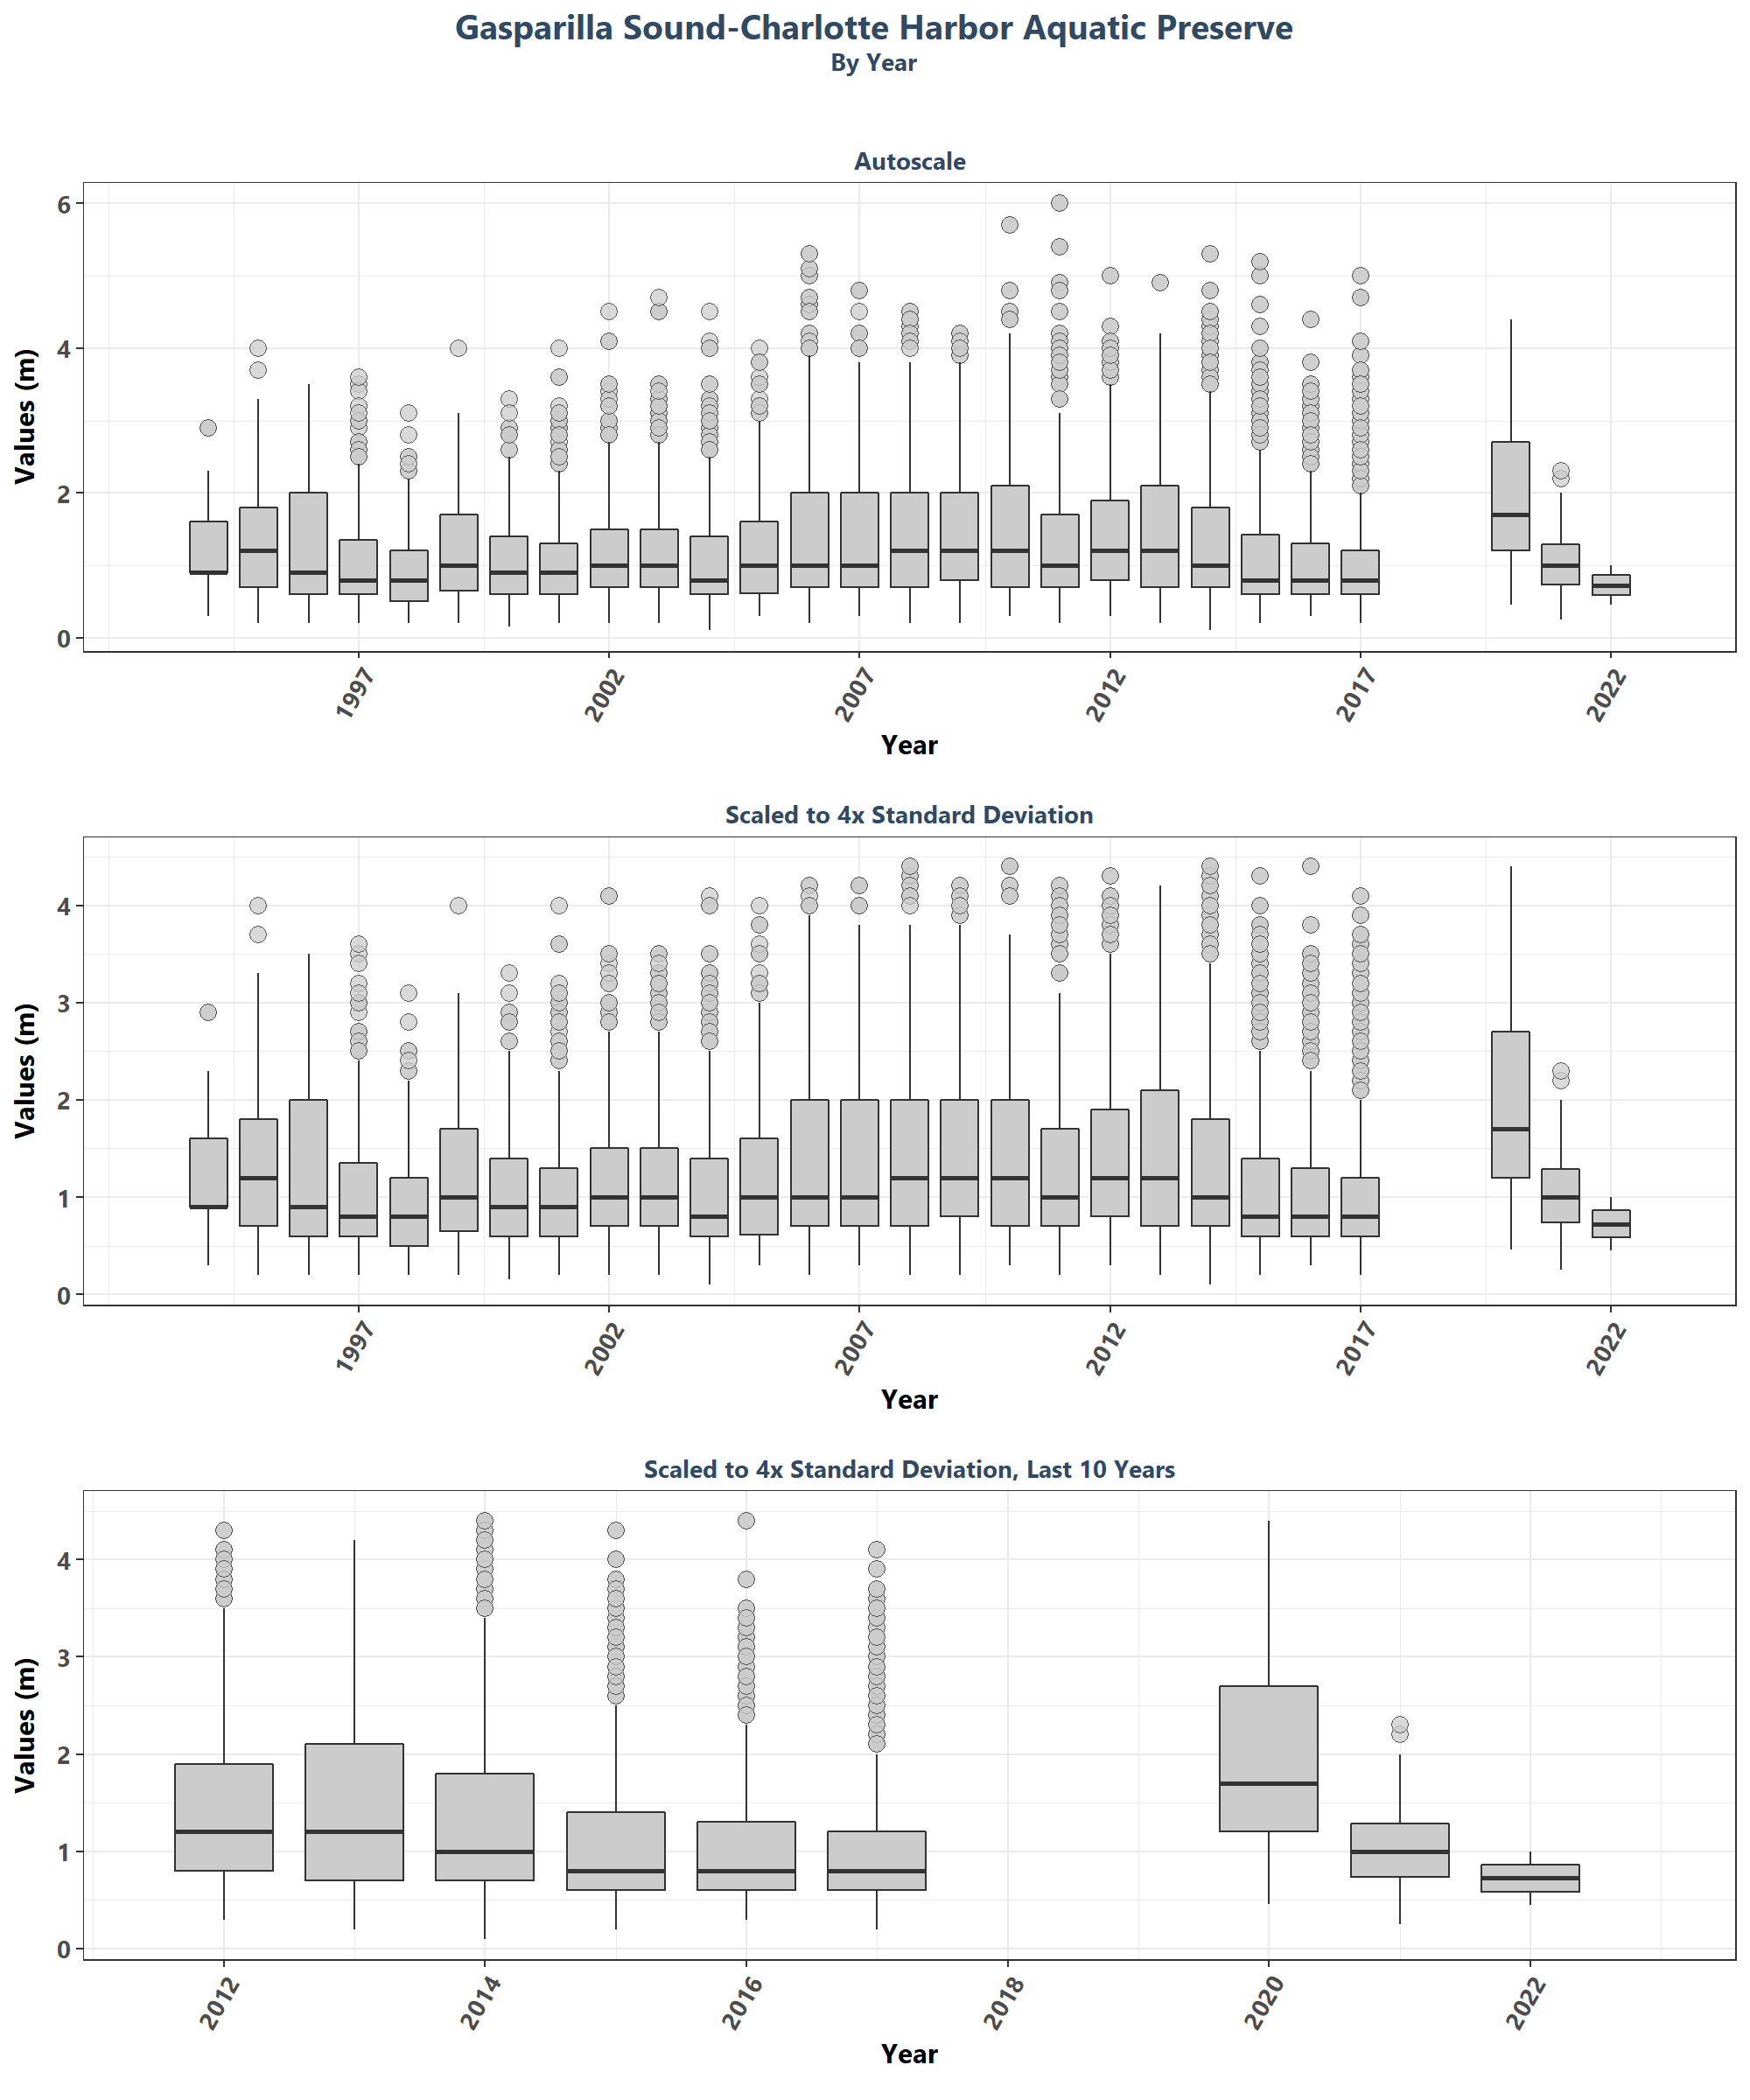 Gasparilla Sound-Charlotte Harbor Aquatic Preserve
By Year
Autoscale
Values (m)
6
4
2
0
1997
2002
2007
2012
2017
2022
Year
Scaled to 4x Standard Deviation
Values (m)
4
3
2
1
0
1997
2002
2007
2012
2017
2022
Year
Scaled to 4x Standard Deviation, Last 10 Years
Values (m)
4
3
2
1
0
2012
2014
2016
2018
2020
2022
Year